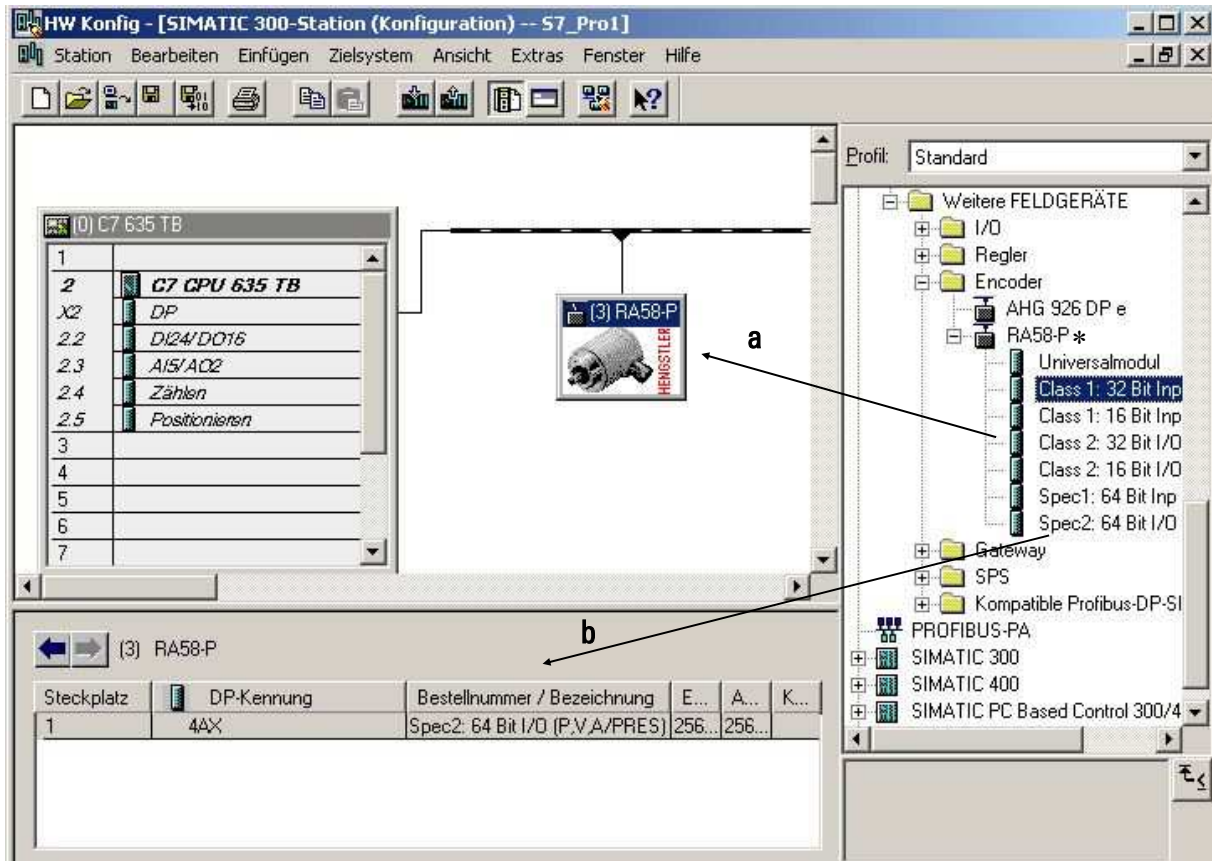 HW Konfig - [SIMATIC 300-Station (Konfiguration) -- S7_Pro1]
Station Bearbeiten Einfügen Zielsystem Ansicht Extras Fenster Hilfe
Profil: Standard
(0) C7 635 TB
1
2 C7 CPU 635 TB
X2 DP
2.2 DI24/DO16
2.3 AI5/AO2
2.4 Zählen
2.5 Positionieren
3
4
5
6
7
(3) RA58-P
HENGSTLER
a
Weitere FELDGERÄTE
I/O
Regler
Encoder
AHG 926 DP e
RA58-P *
Universalmodul
Class 1: 32 Bit Inp
Class 1: 16 Bit Inp
Class 2: 32 Bit I/O
Class 2: 16 Bit I/O
Spec1: 64 Bit Inp
Spec2: 64 Bit I/O
Gateway
SPS
Kompatible Profibus-DP-Sl
PROFIBUS-PA
SIMATIC 300
SIMATIC 400
SIMATIC PC Based Control 300/4
b
(3) RA58-P
Steckplatz DP-Kennung Bestellnummer / Bezeichnung E... A... K...
1 4AX Spec2: 64 Bit I/O (P,V,A/PRES) 256... 256...